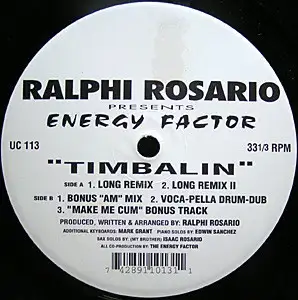 RALPHI ROSARIO
PRESENTS
ENERGY FACTOR
UC 113
33 1/3 RPM
"TIMBALIN"
SIDE A 1. LONG REMIX 2. LONG REMIX II
SIDE B 1. BONUS "AM" MIX 2. VOCA-PELLA DRUM-DUB
3. "MAKE ME CUM" BONUS TRACK
PRODUCED, WRITTEN & ARRANGED BY: RALPHI ROSARIO
ADDITIONAL KEYBOARDS: MARK GRANT PIANO SOLOS BY: EDWIN SANCHEZ
SAX SOLOS BY: (MY BROTHER) ISAAC ROSARIO
ALL CO-PRODUCTION BY: THE ENERGY FACTOR
7 4289110131 1